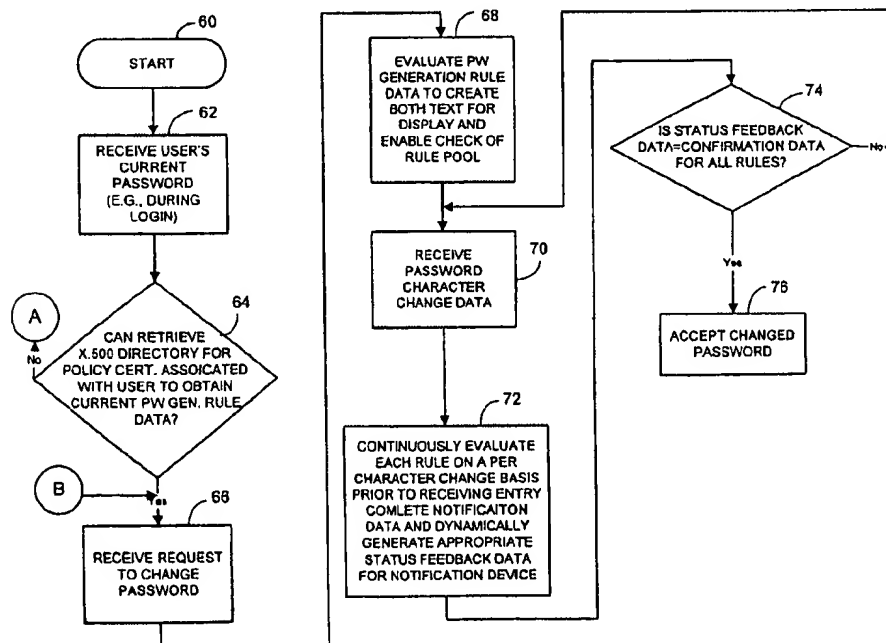 60
START
62
RECEIVE USER'S
CURRENT
PASSWORD
(E.G., DURING
LOGIN)
A
No
64
CAN RETRIEVE
X.500 DIRECTORY FOR
POLICY CERT. ASSOICATED
WITH USER TO OBTAIN
CURRENT PW GEN. RULE
DATA?
B
Yes
66
RECEIVE REQUEST
TO CHANGE
PASSWORD
68
EVALUATE PW
GENERATION RULE
DATA TO CREATE
BOTH TEXT FOR
DISPLAY AND
ENABLE CHECK OF
RULE POOL
70
RECEIVE
PASSWORD
CHARACTER
CHANGE DATA
72
CONTINUOUSLY EVALUATE
EACH RULE ON A PER
CHARACTER CHANGE BASIS
PRIOR TO RECEIVING ENTRY
COMLETE NOTIFICAITON
DATA AND DYNAMICALLY
GENERATE APPROPRIATE
STATUS FEEDBACK DATA
FOR NOTIFICATION DEVICE
74
IS STATUS FEEDBACK
DATA=CONFIRMATION DATA
FOR ALL RULES?
No
Yes
76
ACCEPT CHANGED
PASSWORD